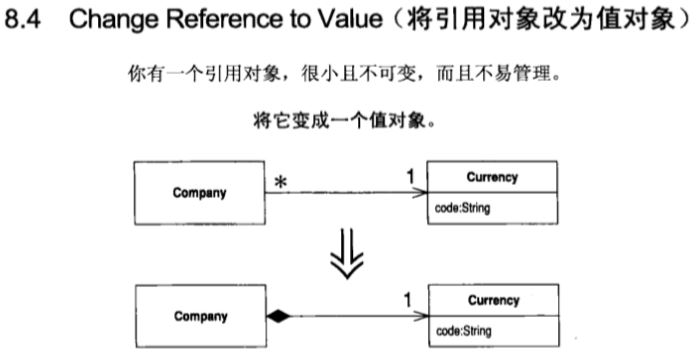 8.4 Change Reference to Value（将引用对象改为值对象）
你有一个引用对象，很小且不可变，而且不易管理。
将它变成一个值对象。
Company
*
1
Currency
code:String
Company
1
Currency
code:String